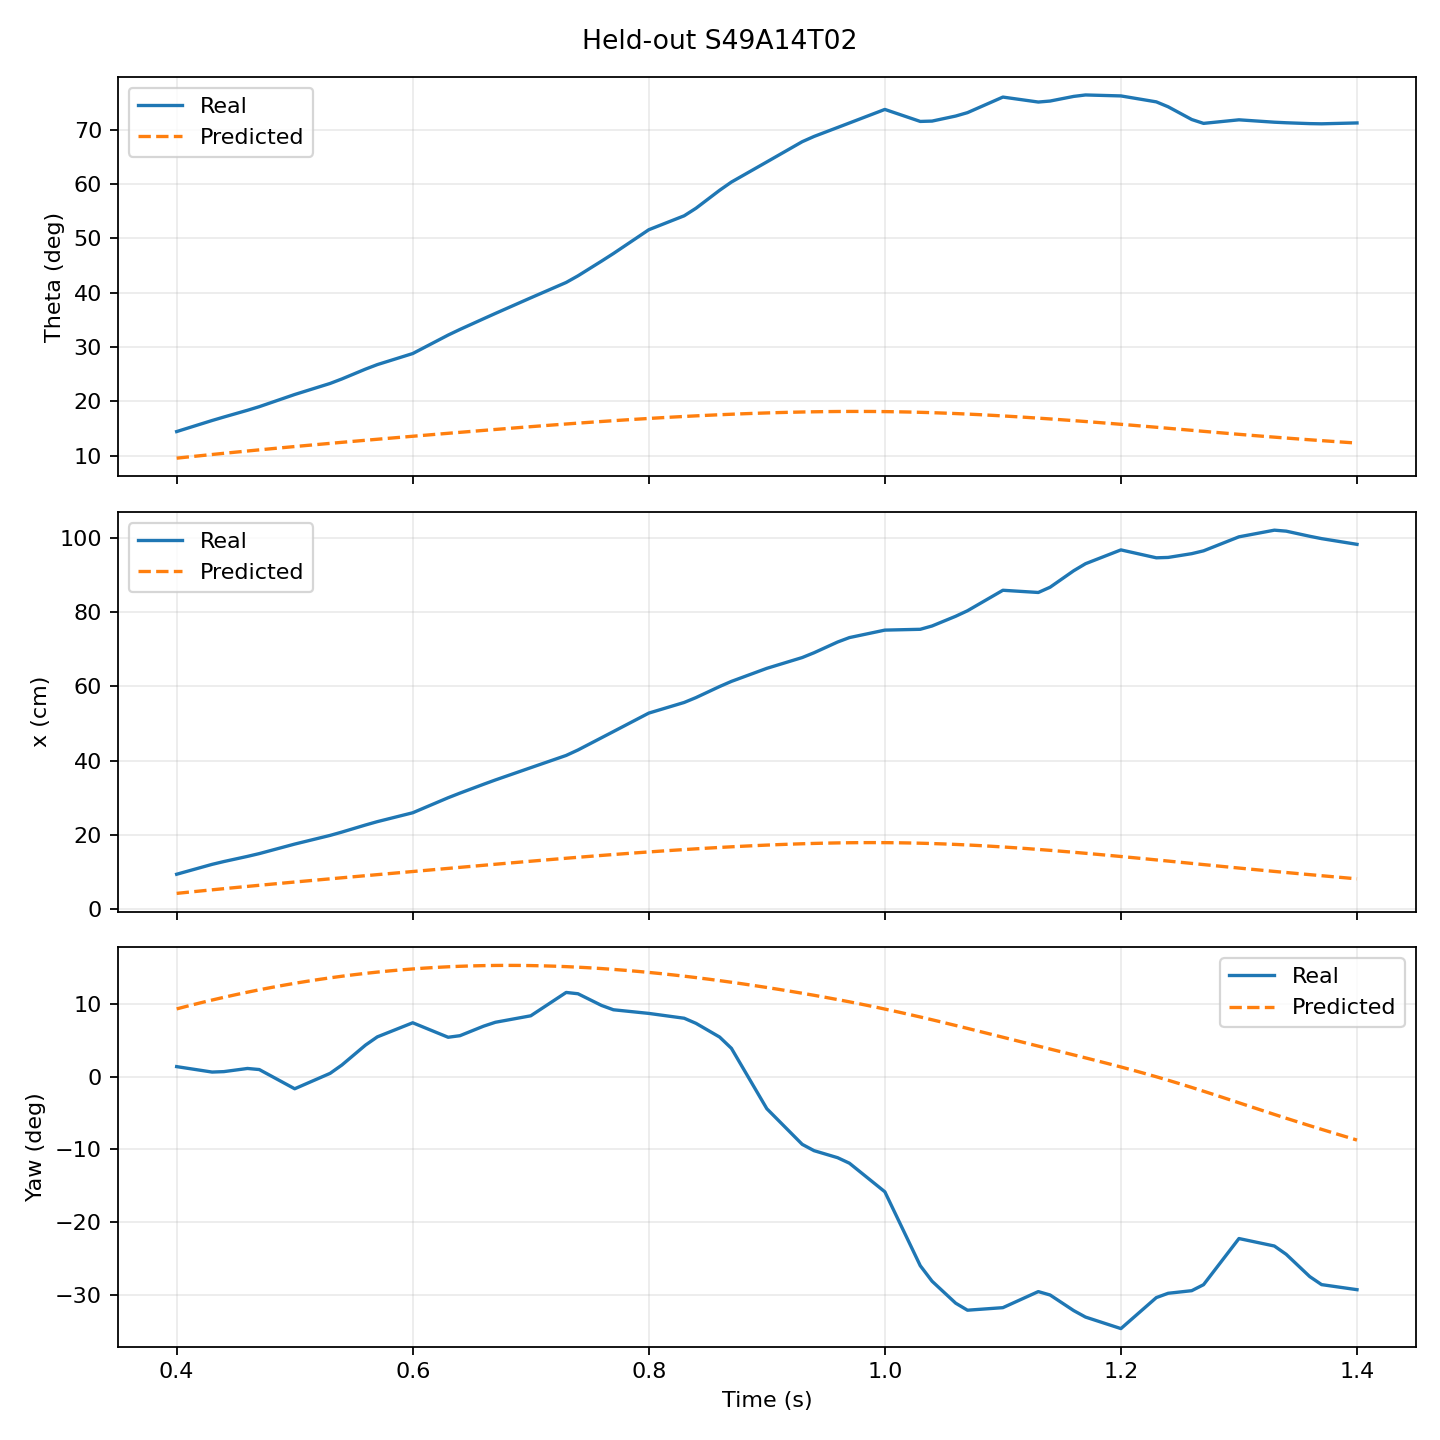 Held-out S49A14T02
Real
Predicted
70
60
50
40
30
20
10
Theta (deg)
Real
Predicted
100
80
60
40
20
0
x (cm)
Real
Predicted
10
0
−10
−20
−30
Yaw (deg)
0.4 0.6 0.8 1.0 1.2 1.4
Time (s)